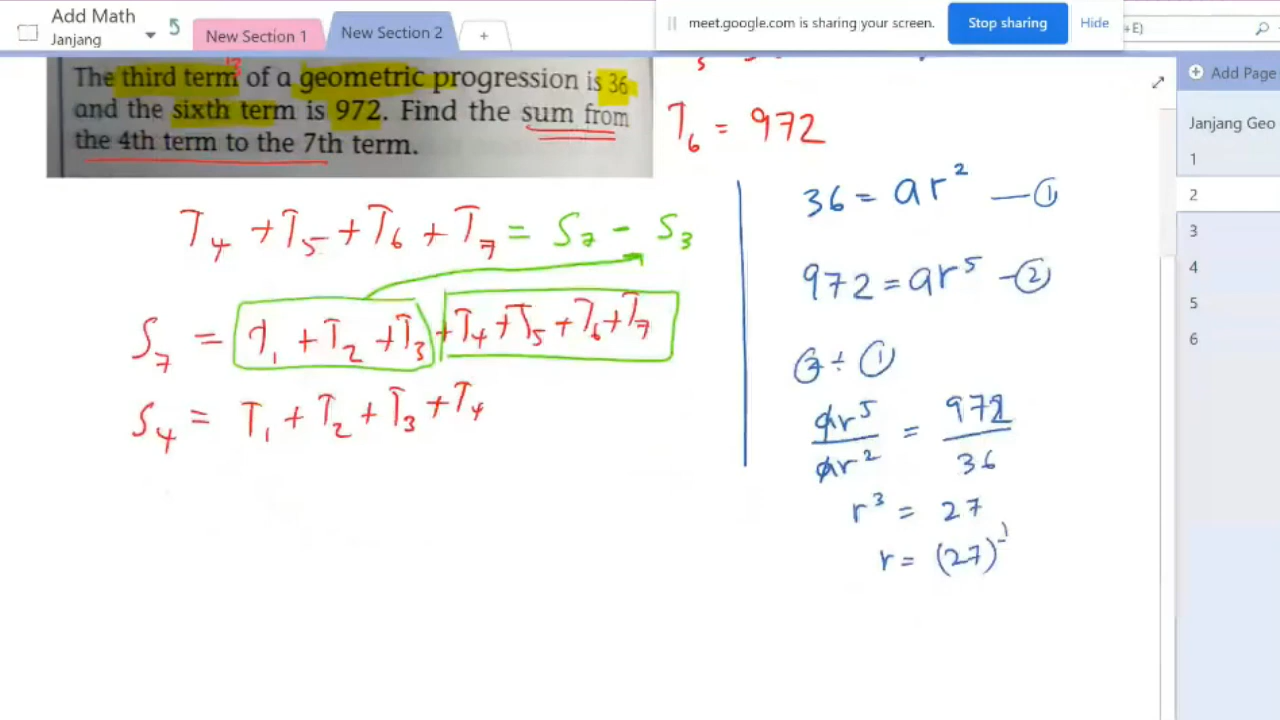 Add Math
Janjang
New Section 1
New Section 2
+
meet.google.com is sharing your screen.
Stop sharing
Hide
+E)
Add Page
Janjang Geo
1
2
3
4
5
6
The third term of a geometric progression is 36
and the sixth term is 972. Find the sum from
the 4th term to the 7th term.
T₆ = 972
T₄ + T₅ + T₆ + T₇ = S₇ - S₃
S₇ = T₁ + T₂ + T₃ + T₄ + T₅ + T₆ + T₇
S₄ = T₁ + T₂ + T₃ + T₄
36 = ar² — ①
972 = ar⁵ — ②
② ÷ ①
ar⁵/ar² = 972/36
r³ = 27
r = (27)